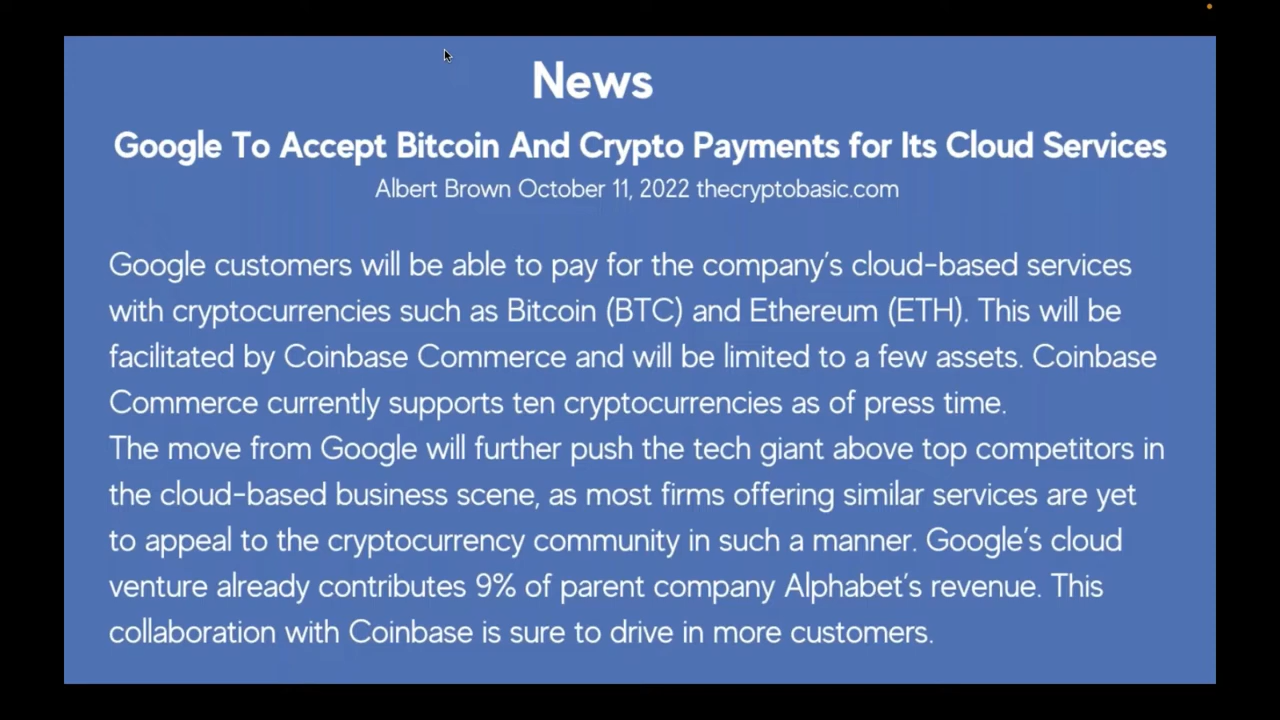 News
Google To Accept Bitcoin And Crypto Payments for Its Cloud Services
Albert Brown October 11, 2022 thecryptobasic.com
Google customers will be able to pay for the company's cloud-based services
with cryptocurrencies such as Bitcoin (BTC) and Ethereum (ETH). This will be
facilitated by Coinbase Commerce and will be limited to a few assets. Coinbase
Commerce currently supports ten cryptocurrencies as of press time.
The move from Google will further push the tech giant above top competitors in
the cloud-based business scene, as most firms offering similar services are yet
to appeal to the cryptocurrency community in such a manner. Google's cloud
venture already contributes 9% of parent company Alphabet's revenue. This
collaboration with Coinbase is sure to drive in more customers.